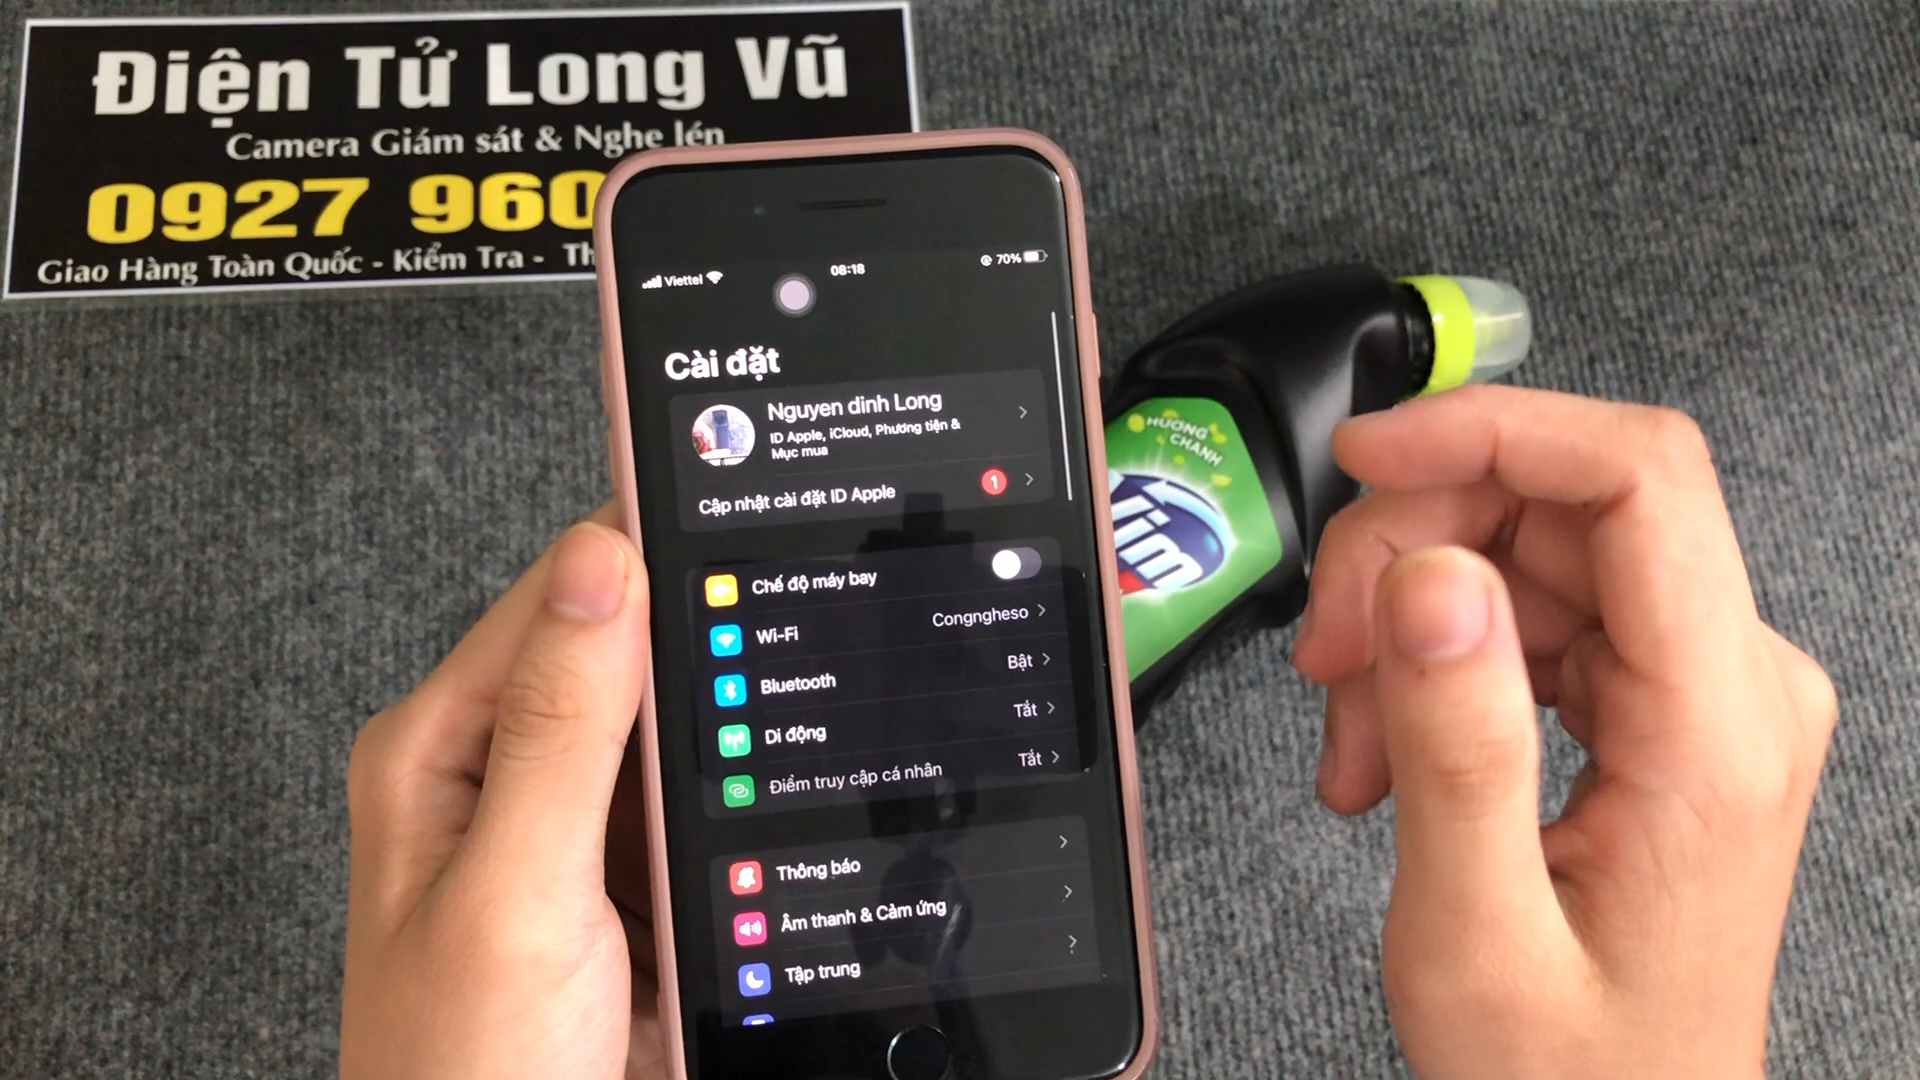 Điện Tử Long Vũ
Camera Giám sát & Nghe lén
0927 960
Giao Hàng Toàn Quốc - Kiểm Tra - Th
Viettel
08:18
70%
Cài đặt
Nguyen dinh Long
ID Apple, iCloud, Phương tiện &
Mục mua
Cập nhật cài đặt ID Apple
1
Chế độ máy bay
Wi-Fi
Congngheso
Bluetooth
Bật
Di động
Tắt
Điểm truy cập cá nhân
Tắt
Thông báo
Âm thanh & Cảm ứng
Tập trung
HƯƠNG
CHANH
Vim